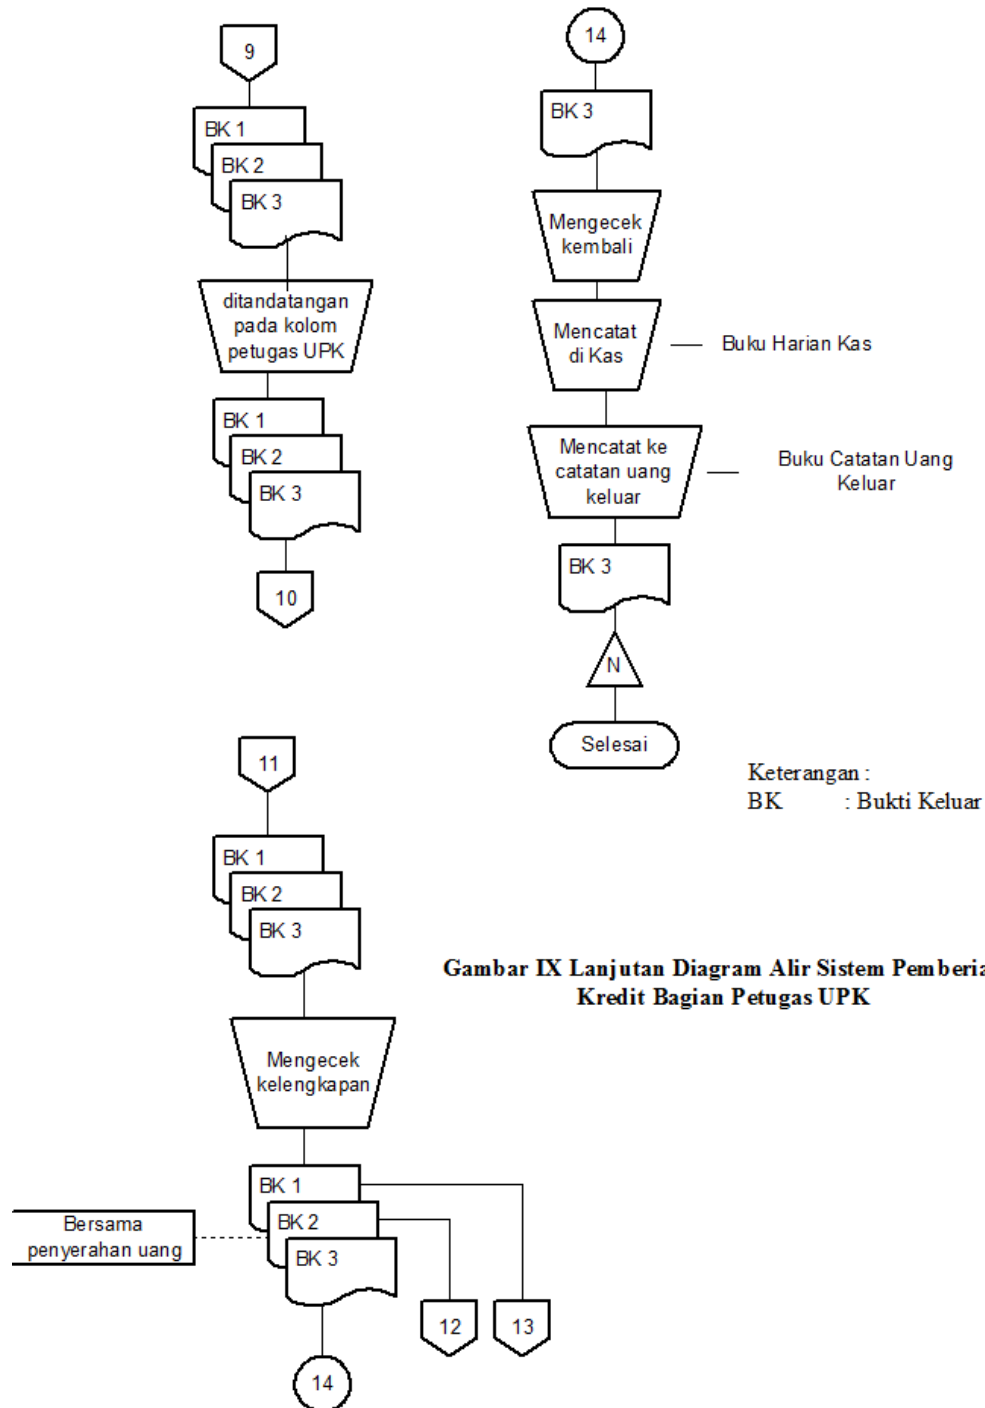 9
BK 1
BK 2
BK 3
ditandatangan
pada kolom
petugas UPK
BK 1
BK 2
BK 3
10
14
BK 3
Mengecek
kembali
Mencatat
di Kas
Buku Harian Kas
Mencatat ke
catatan uang
keluar
Buku Catatan Uang
Keluar
BK 3
N
Selesai
Keterangan :
BK : Bukti Keluar
11
BK 1
BK 2
BK 3
Gambar IX Lanjutan Diagram Alir Sistem Pemberia
Kredit Bagian Petugas UPK
Mengecek
kelengkapan
BK 1
BK 2
BK 3
Bersama
penyerahan uang
12
13
14